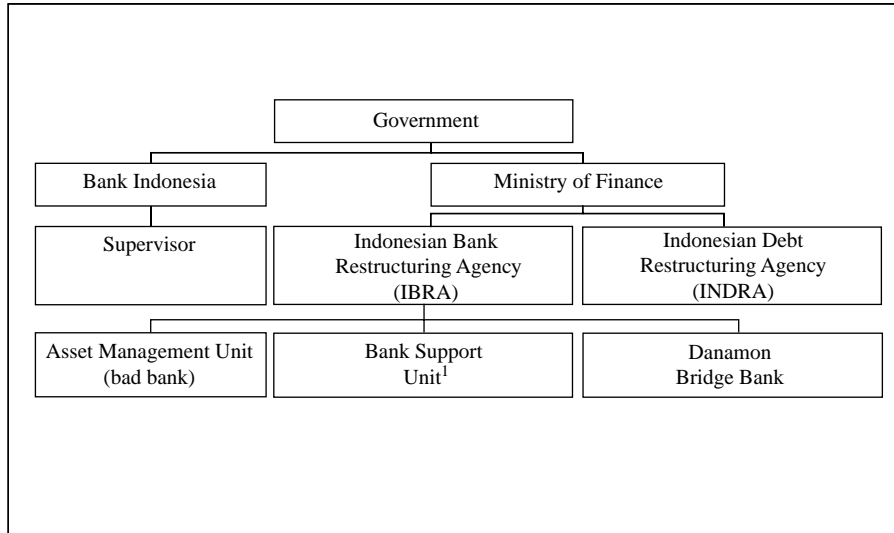 Government
Bank Indonesia
Ministry of Finance
Supervisor
Indonesian Bank
Restructuring Agency
(IBRA)
Indonesian Debt
Restructuring Agency
(INDRA)
Asset Management Unit
(bad bank)
Bank Support
Unit1
Danamon
Bridge Bank